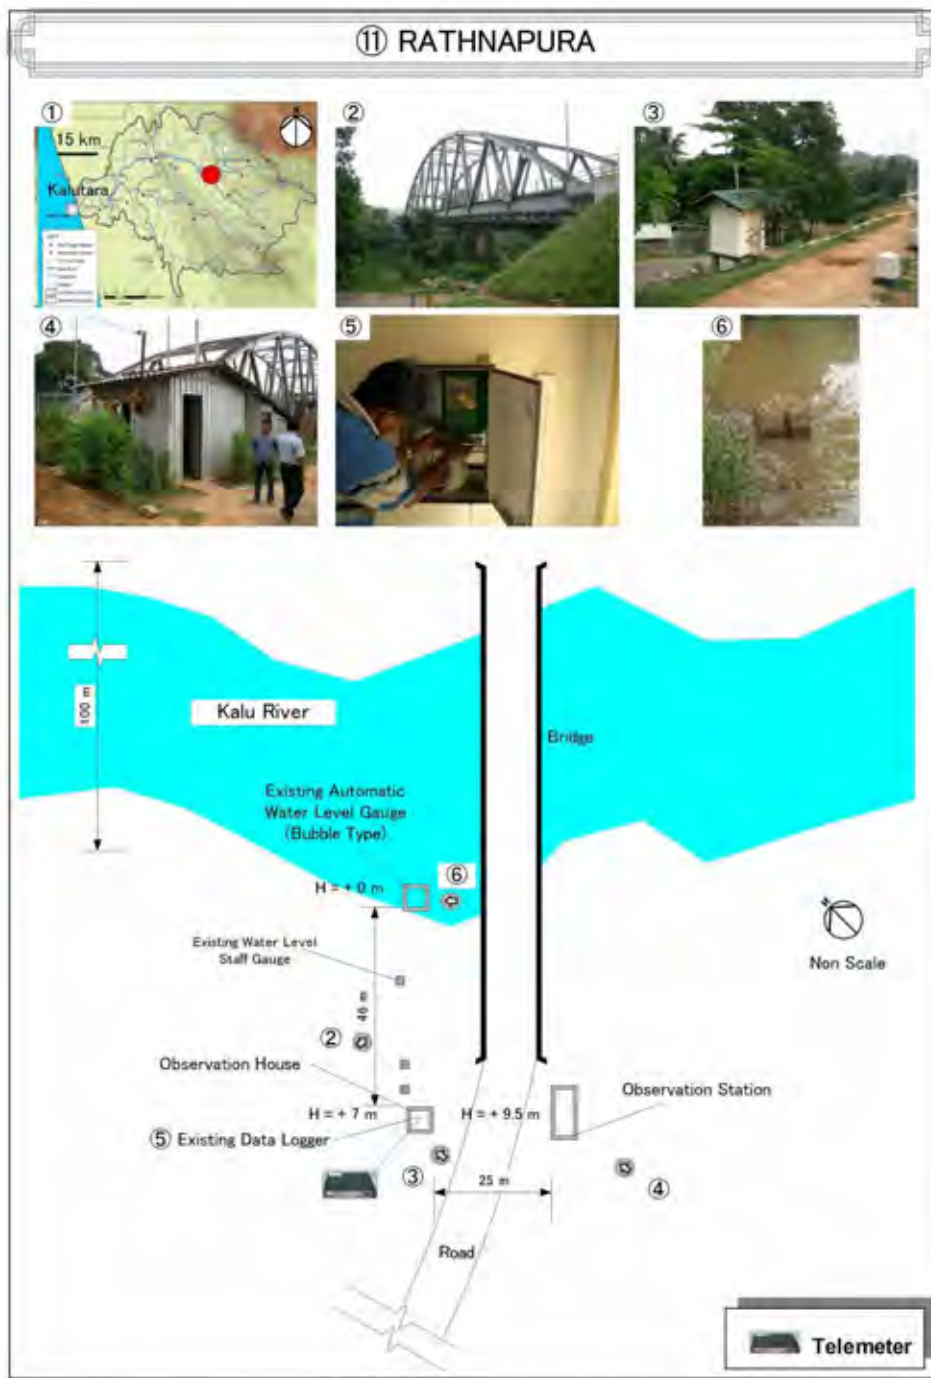 ⑪ RATHNAPURA
①
15 km
Kalutara
②
③
④
⑤
⑥
100 m
Kalu River
Bridge
Existing Automatic
Water Level Gauge
(Bubble Type)
⑥
H = + 0 m
Existing Water Level
Staff Gauge
Non Scale
②
Observation House
Observation Station
H = + 7 m
H = + 9.5 m
⑤ Existing Data Logger
③
25 m
④
Road
Telemeter